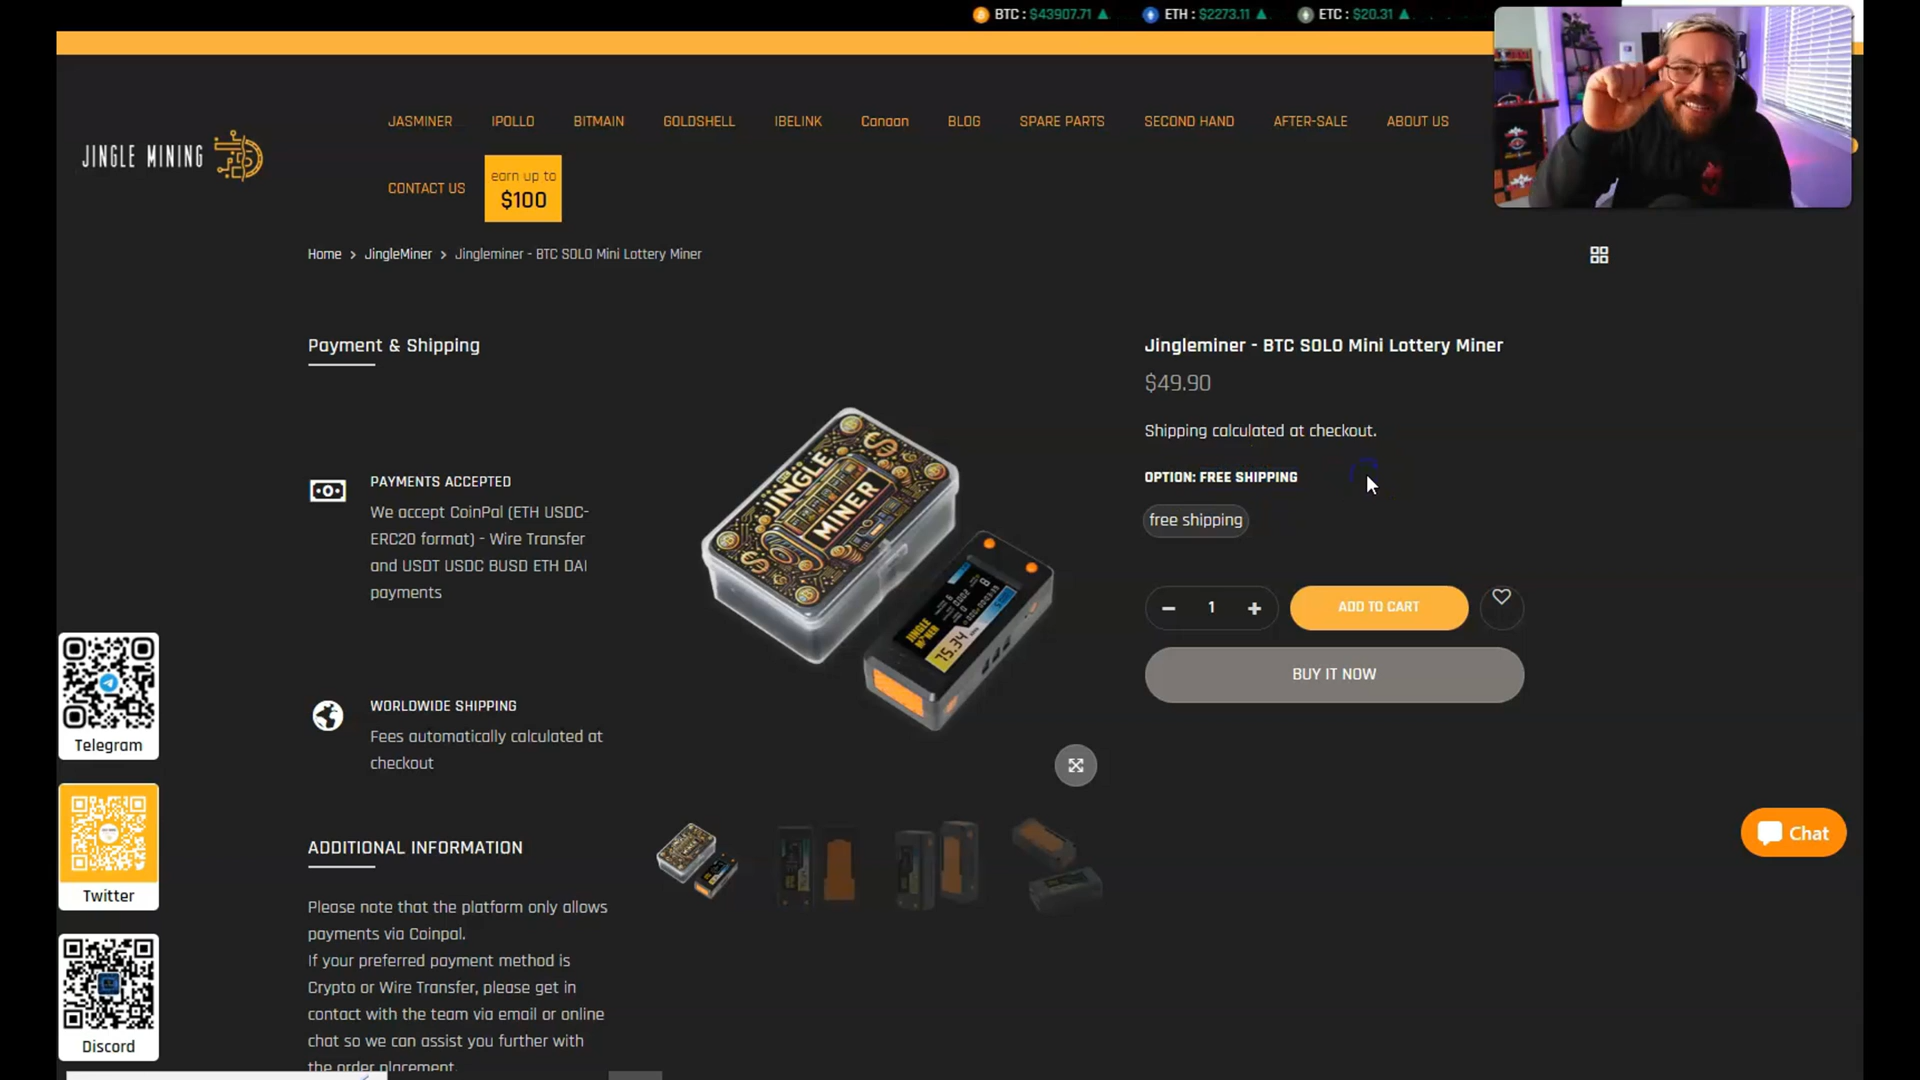 BTC : $43907.71 ▲ ETH : $2273.11 ▲ ETC : $20.31 ▲
JINGLE MINING
JASMINER IPOLLO BITMAIN GOLDSHELL IBELINK Canaan BLOG SPARE PARTS SECOND HAND AFTER-SALE ABOUT US
CONTACT US
earn up to
$100
Home > JingleMiner > Jingleminer - BTC SOLO Mini Lottery Miner
Payment & Shipping
PAYMENTS ACCEPTED
We accept CoinPal (ETH USDC-
ERC20 format) - Wire Transfer
and USDT USDC BUSD ETH DAI
payments
WORLDWIDE SHIPPING
Fees automatically calculated at
checkout
ADDITIONAL INFORMATION
Please note that the platform only allows
payments via Coinpal.
If your preferred payment method is
Crypto or Wire Transfer, please get in
contact with the team via email or online
chat so we can assist you further with
the order placement.
JINGLE
MINER
75.34
Jingleminer - BTC SOLO Mini Lottery Miner
$49.90
Shipping calculated at checkout.
OPTION: FREE SHIPPING
free shipping
1
ADD TO CART
BUY IT NOW
Telegram
Twitter
Discord
Chat